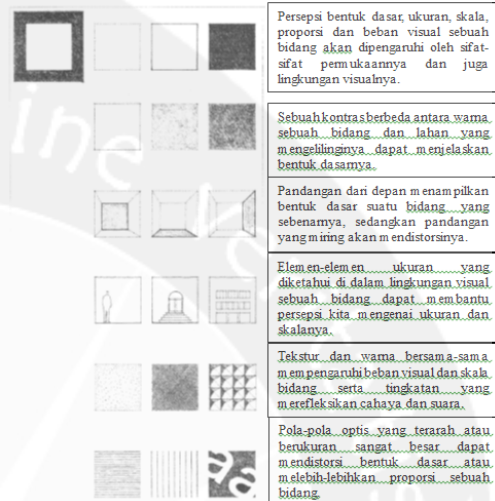 Persepsi bentuk dasar, ukuran, skala,
proporsi dan beban visual sebuah
bidang akan dipengaruhi oleh sifat-
sifat permukaannya dan juga
lingkungan visualnya.
Sebuah kontras berbeda antara warna
sebuah bidang dan lahan yang
mengelilinginya dapat menjelaskan
bentuk dasarnya.
Pandangan dari depan menampilkan
bentuk dasar suatu bidang yang
sebenarnya, sedangkan pandangan
yang miring akan mendistorsinya.
Elemen-elemen ukuran yang
diketahui di dalam lingkungan visual
sebuah bidang dapat membantu
persepsi kita mengenai ukuran dan
skalanya.
Tekstur dan warna bersama-sama
mempengaruhi beban visual dan skala
bidang serta tingkatan yang
merefleksikan cahaya dan suara.
Pola-pola optis yang terarah atau
berukuran sangat besar dapat
mendistorsi bentuk dasar atau
melebih-lebihkan proporsi sebuah
bidang.